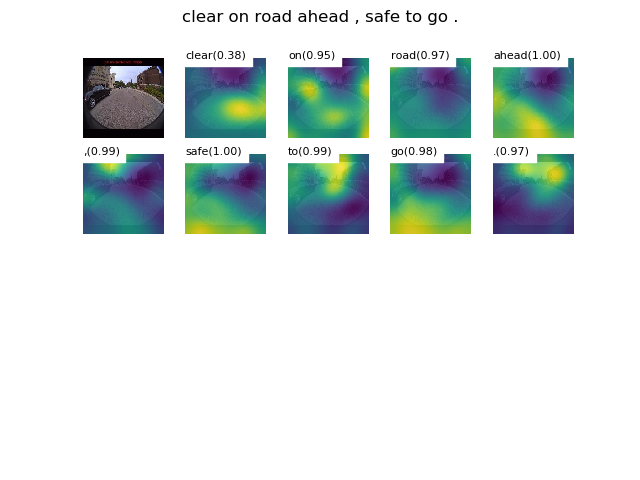 clear on road ahead , safe to go .
clear(0.38) on(0.95) road(0.97) ahead(1.00)
,(0.99) safe(1.00) to(0.99) go(0.98) .(0.97)